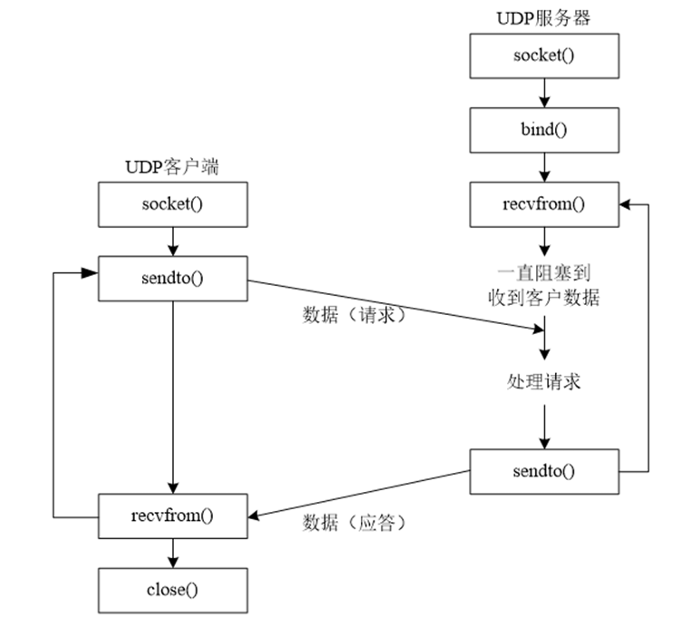 UDP服务器
socket()
bind()
UDP客户端
socket()
recvfrom()
sendto()
一直阻塞到
收到客户数据
数据（请求）
处理请求
sendto()
recvfrom()
数据（应答）
close()